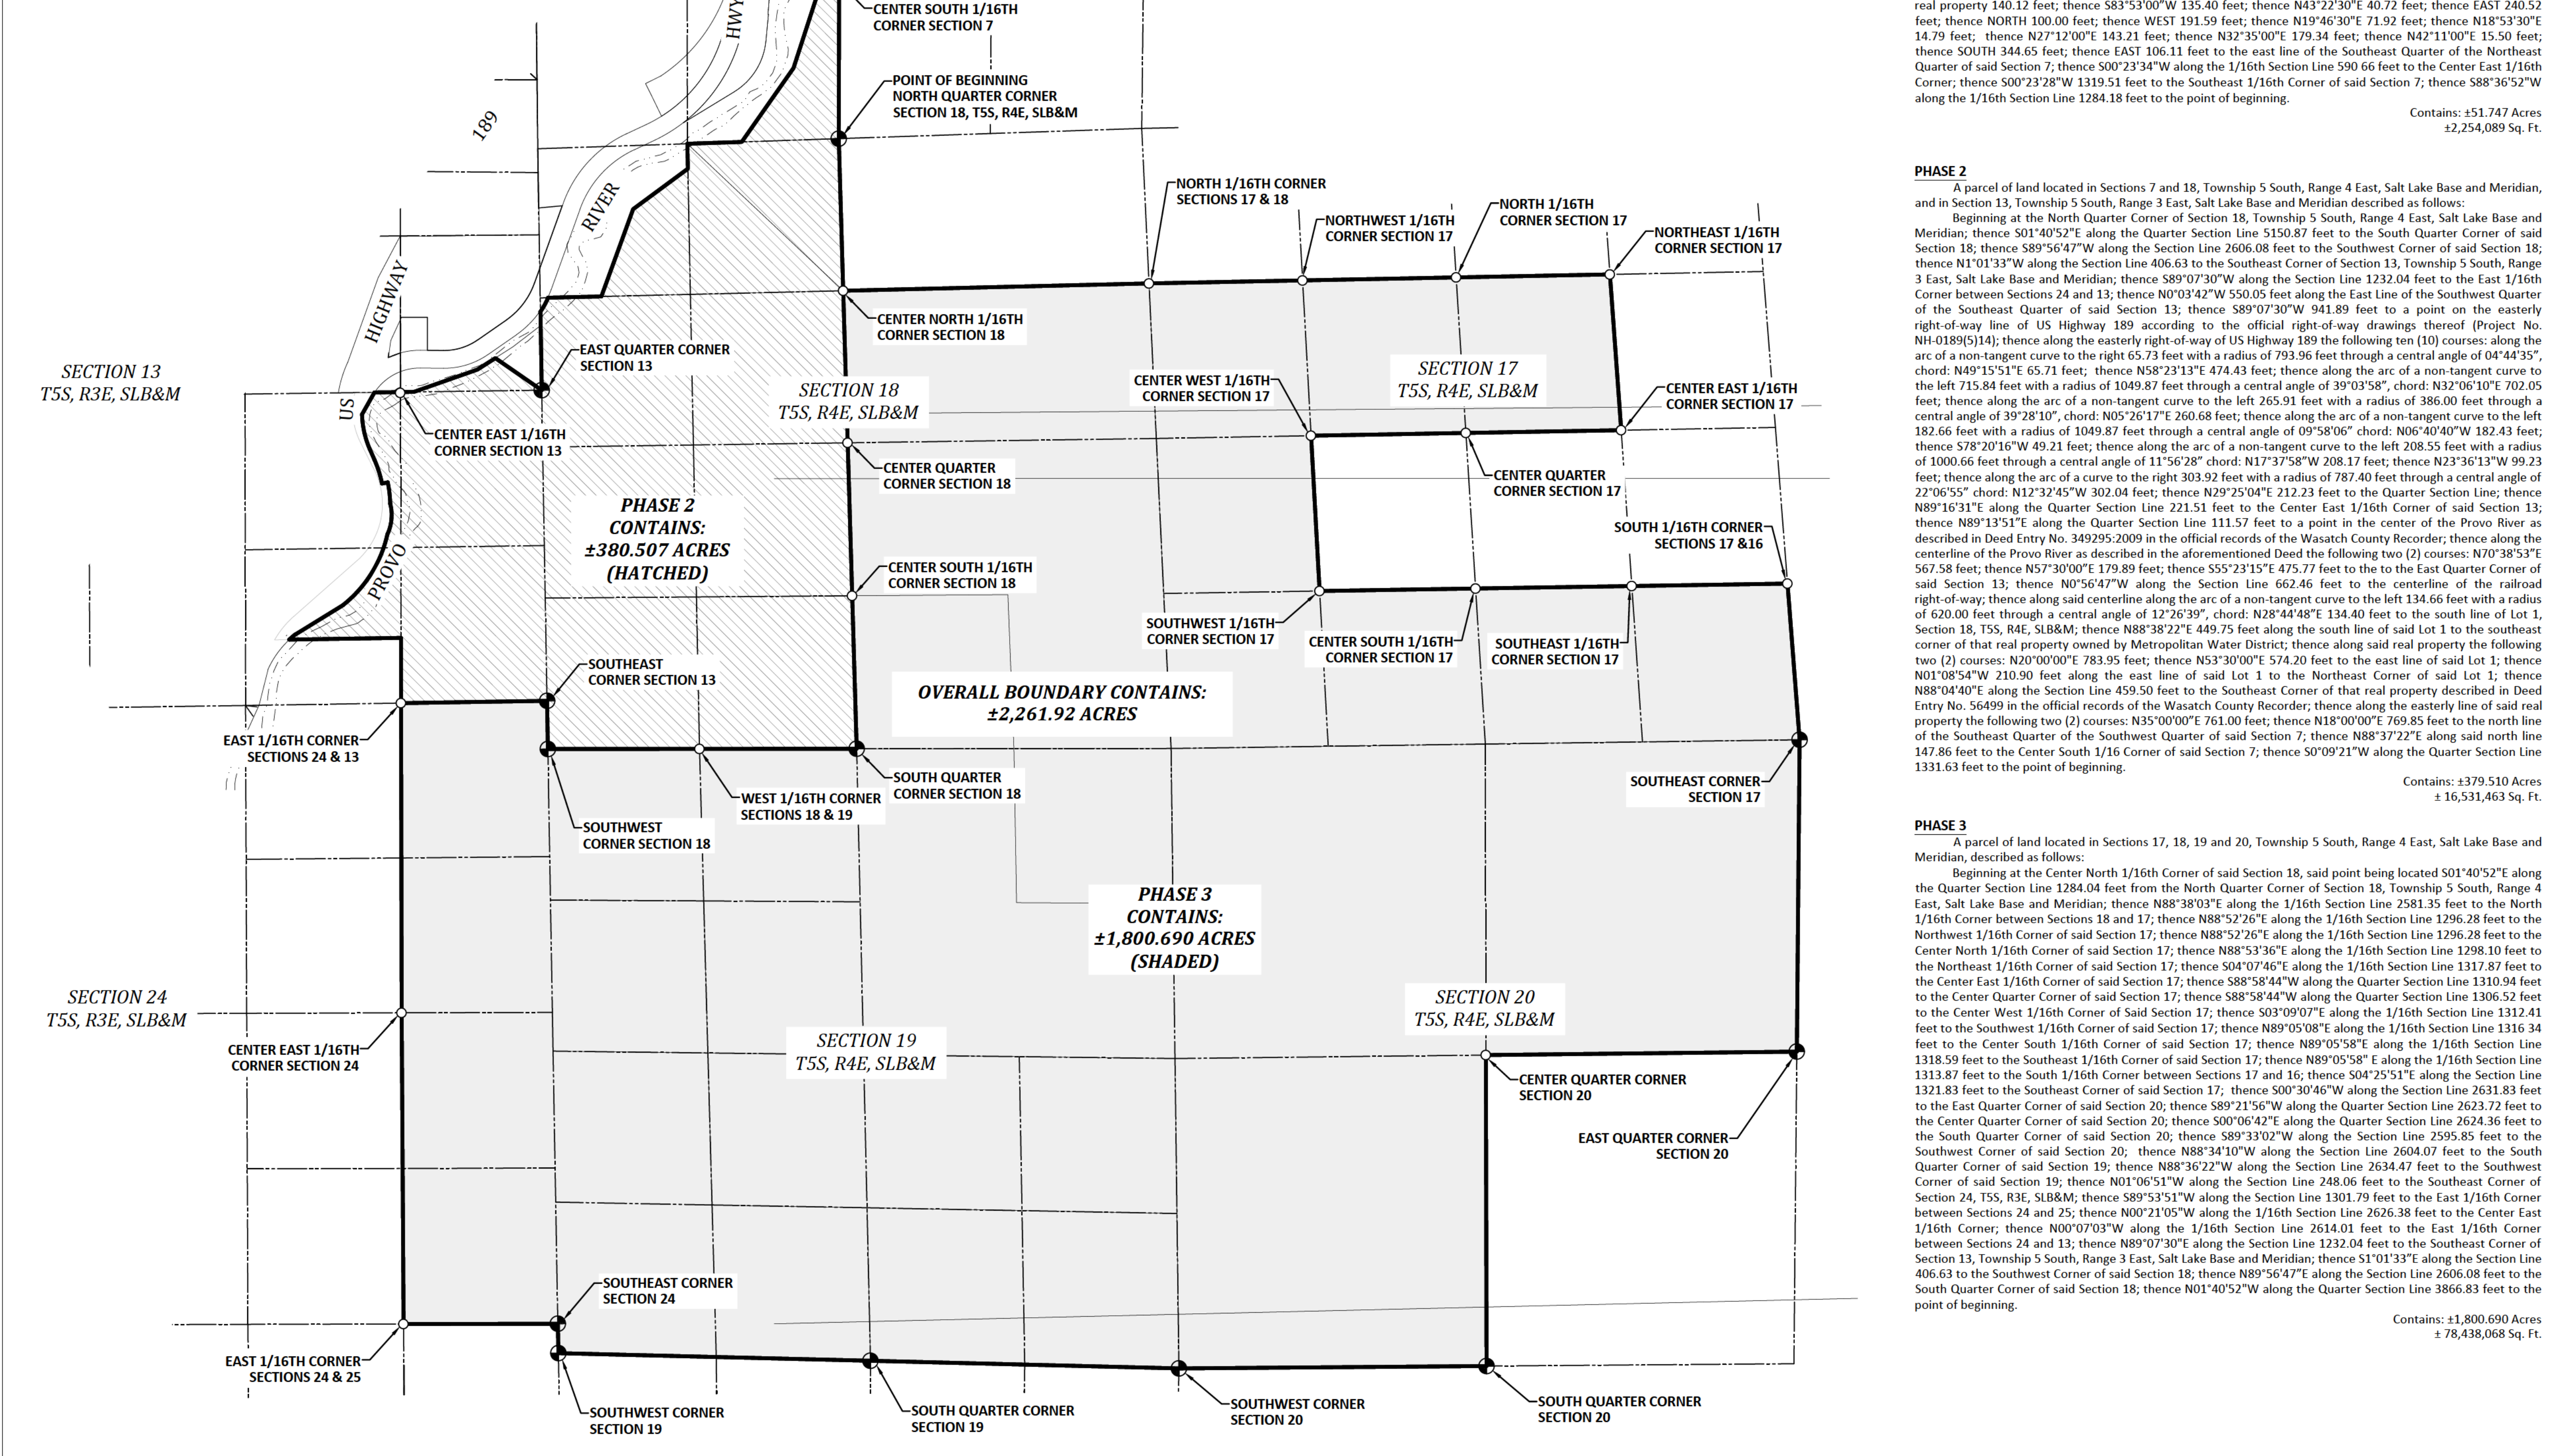 CENTER SOUTH 1/16TH
CORNER SECTION 7
HWY
POINT OF BEGINNING
NORTH QUARTER CORNER
SECTION 18, T5S, R4E, SLB&M
189
RIVER
NORTH 1/16TH CORNER
SECTIONS 17 & 18
NORTHWEST 1/16TH
CORNER SECTION 17
NORTH 1/16TH
CORNER SECTION 17
NORTHEAST 1/16TH
CORNER SECTION 17
HIGHWAY
US
CENTER NORTH 1/16TH
CORNER SECTION 18
EAST QUARTER CORNER
SECTION 13
SECTION 13
T5S, R3E, SLB&M
SECTION 18
T5S, R4E, SLB&M
CENTER WEST 1/16TH
CORNER SECTION 17
SECTION 17
T5S, R4E, SLB&M
CENTER EAST 1/16TH
CORNER SECTION 17
CENTER EAST 1/16TH
CORNER SECTION 13
CENTER QUARTER
CORNER SECTION 18
CENTER QUARTER
CORNER SECTION 17
PHASE 2
CONTAINS:
±380.507 ACRES
(HATCHED)
SOUTH 1/16TH CORNER
SECTIONS 17 &16
PROVO
CENTER SOUTH 1/16TH
CORNER SECTION 18
SOUTHWEST 1/16TH
CORNER SECTION 17
CENTER SOUTH 1/16TH
CORNER SECTION 17
SOUTHEAST 1/16TH
CORNER SECTION 17
SOUTHEAST
CORNER SECTION 13
OVERALL BOUNDARY CONTAINS:
±2,261.92 ACRES
EAST 1/16TH CORNER
SECTIONS 24 & 13
SOUTH QUARTER
CORNER SECTION 18
SOUTHEAST CORNER
SECTION 17
WEST 1/16TH CORNER
SECTIONS 18 & 19
SOUTHWEST
CORNER SECTION 18
PHASE 3
CONTAINS:
±1,800.690 ACRES
(SHADED)
SECTION 24
T5S, R3E, SLB&M
SECTION 20
T5S, R4E, SLB&M
CENTER EAST 1/16TH
CORNER SECTION 24
SECTION 19
T5S, R4E, SLB&M
CENTER QUARTER CORNER
SECTION 20
EAST QUARTER CORNER
SECTION 20
SOUTHEAST CORNER
SECTION 24
EAST 1/16TH CORNER
SECTIONS 24 & 25
SOUTHWEST CORNER
SECTION 19
SOUTH QUARTER CORNER
SECTION 19
SOUTHWEST CORNER
SECTION 20
SOUTH QUARTER CORNER
SECTION 20
real property 140.12 feet; thence S83°53'00"W 135.40 feet; thence N43°22'30"E 40.72 feet; thence EAST 240.52
feet; thence NORTH 100.00 feet; thence WEST 191.59 feet; thence N19°46'30"E 71.92 feet; thence N18°53'30"E
14.79 feet; thence N27°12'00"E 143.21 feet; thence N32°35'00"E 179.34 feet; thence N42°11'00"E 15.50 feet;
thence SOUTH 344.65 feet; thence EAST 106.11 feet to the east line of the Southeast Quarter of the Northeast
Quarter of said Section 7; thence S00°23'34"W along the 1/16th Section Line 590 66 feet to the Center East 1/16th
Corner; thence S00°23'28"W 1319.51 feet to the Southeast 1/16th Corner of said Section 7; thence S88°36'52"W
along the 1/16th Section Line 1284.18 feet to the point of beginning.
Contains: ±51.747 Acres
±2,254,089 Sq. Ft.
PHASE 2
A parcel of land located in Sections 7 and 18, Township 5 South, Range 4 East, Salt Lake Base and Meridian,
and in Section 13, Township 5 South, Range 3 East, Salt Lake Base and Meridian described as follows:
Beginning at the North Quarter Corner of Section 18, Township 5 South, Range 4 East, Salt Lake Base and
Meridian; thence S01°40'52"E along the Quarter Section Line 5150.87 feet to the South Quarter Corner of said
Section 18; thence S89°56'47"W along the Section Line 2606.08 feet to the Southwest Corner of said Section 18;
thence N1°01'33"W along the Section Line 406.63 to the Southeast Corner of Section 13, Township 5 South, Range
3 East, Salt Lake Base and Meridian; thence S89°07'30"W along the Section Line 1232.04 feet to the East 1/16th
Corner between Sections 24 and 13; thence N0°03'42"W 550.05 feet along the East Line of the Southwest Quarter
of the Southeast Quarter of said Section 13; thence S89°07'30"W 941.89 feet to a point on the easterly
right-of-way line of US Highway 189 according to the official right-of-way drawings thereof (Project No.
NH-0189(5)14); thence along the easterly right-of-way of US Highway 189 the following ten (10) courses: along the
arc of a non-tangent curve to the right 65.73 feet with a radius of 793.96 feet through a central angle of 04°44'35",
chord: N49°15'51"E 65.71 feet; thence N58°23'13"E 474.43 feet; thence along the arc of a non-tangent curve to
the left 715.84 feet with a radius of 1049.87 feet through a central angle of 39°03'58", chord: N32°06'10"E 702.05
feet; thence along the arc of a non-tangent curve to the left 265.91 feet with a radius of 386.00 feet through a
central angle of 39°28'10", chord: N05°26'17"E 260.68 feet; thence along the arc of a non-tangent curve to the left
182.66 feet with a radius of 1049.87 feet through a central angle of 09°58'06" chord: N06°40'40"W 182.43 feet;
thence S78°20'16"W 49.21 feet; thence along the arc of a non-tangent curve to the left 208.55 feet with a radius
of 1000.66 feet through a central angle of 11°56'28" chord: N17°37'58"W 208.17 feet; thence N23°36'13"W 99.23
feet; thence along the arc of a curve to the right 303.92 feet with a radius of 787.40 feet through a central angle of
22°06'55" chord: N12°32'45"W 302.04 feet; thence N29°25'04"E 212.23 feet to the Quarter Section Line; thence
N89°16'31"E along the Quarter Section Line 221.51 feet to the Center East 1/16th Corner of said Section 13;
thence N89°13'51"E along the Quarter Section Line 111.57 feet to a point in the center of the Provo River as
described in Deed Entry No. 349295:2009 in the official records of the Wasatch County Recorder; thence along the
centerline of the Provo River as described in the aforementioned Deed the following two (2) courses: N70°38'53"E
567.58 feet; thence N57°30'00"E 179.89 feet; thence S55°23'15"E 475.77 feet to the to the East Quarter Corner of
said Section 13; thence N0°56'47"W along the Section Line 662.46 feet to the centerline of the railroad
right-of-way; thence along said centerline along the arc of a non-tangent curve to the left 134.66 feet with a radius
of 620.00 feet through a central angle of 12°26'39", chord: N28°44'48"E 134.40 feet to the south line of Lot 1,
Section 18, T5S, R4E, SLB&M; thence N88°38'22"E 449.75 feet along the south line of said Lot 1 to the southeast
corner of that real property owned by Metropolitan Water District; thence along said real property the following
two (2) courses: N20°00'00"E 783.95 feet; thence N53°30'00"E 574.20 feet to the east line of said Lot 1; thence
N01°08'54"W 210.90 feet along the east line of said Lot 1 to the Northeast Corner of said Lot 1; thence
N88°04'40"E along the Section Line 459.50 feet to the Southeast Corner of that real property described in Deed
Entry No. 56499 in the official records of the Wasatch County Recorder; thence along the easterly line of said real
property the following two (2) courses: N35°00'00"E 761.00 feet; thence N18°00'00"E 769.85 feet to the north line
of the Southeast Quarter of the Southwest Quarter of said Section 7; thence N88°37'22"E along said north line
147.86 feet to the Center South 1/16 Corner of said Section 7; thence S0°09'21"W along the Quarter Section Line
1331.63 feet to the point of beginning.
Contains: ±379.510 Acres
± 16,531,463 Sq. Ft.
PHASE 3
A parcel of land located in Sections 17, 18, 19 and 20, Township 5 South, Range 4 East, Salt Lake Base and
Meridian, described as follows:
Beginning at the Center North 1/16th Corner of said Section 18, said point being located S01°40'52"E along
the Quarter Section Line 1284.04 feet from the North Quarter Corner of Section 18, Township 5 South, Range 4
East, Salt Lake Base and Meridian; thence N88°38'03"E along the 1/16th Section Line 2581.35 feet to the North
1/16th Corner between Sections 18 and 17; thence N88°52'26"E along the 1/16th Section Line 1296.28 feet to the
Northwest 1/16th Corner of said Section 17; thence N88°52'26"E along the 1/16th Section Line 1296.28 feet to the
Center North 1/16th Corner of said Section 17; thence N88°53'36"E along the 1/16th Section Line 1298.10 feet to
the Northeast 1/16th Corner of said Section 17; thence S04°07'46"E along the 1/16th Section Line 1317.87 feet to
the Center East 1/16th Corner of said Section 17; thence S88°58'44"W along the Quarter Section Line 1310.94 feet
to the Center Quarter Corner of said Section 17; thence S88°58'44"W along the Quarter Section Line 1306.52 feet
to the Center West 1/16th Corner of Said Section 17; thence S03°09'07"E along the 1/16th Section Line 1312.41
feet to the Southwest 1/16th Corner of said Section 17; thence N89°05'08"E along the 1/16th Section Line 1316 34
feet to the Center South 1/16th Corner of said Section 17; thence N89°05'58"E along the 1/16th Section Line
1318.59 feet to the Southeast 1/16th Corner of said Section 17; thence N89°05'58" E along the 1/16th Section Line
1313.87 feet to the South 1/16th Corner between Sections 17 and 16; thence S04°25'51"E along the Section Line
1321.83 feet to the Southeast Corner of said Section 17; thence S00°30'46"W along the Section Line 2631.83 feet
to the East Quarter Corner of said Section 20; thence S89°21'56"W along the Quarter Section Line 2623.72 feet to
the Center Quarter Corner of said Section 20; thence S00°06'42"E along the Quarter Section Line 2624.36 feet to
the South Quarter Corner of said Section 20; thence S89°33'02"W along the Section Line 2595.85 feet to the
Southwest Corner of said Section 20; thence N88°34'10"W along the Section Line 2604.07 feet to the South
Quarter Corner of said Section 19; thence N88°36'22"W along the Section Line 2634.47 feet to the Southwest
Corner of said Section 19; thence N01°06'51"W along the Section Line 248.06 feet to the Southeast Corner of
Section 24, T5S, R3E, SLB&M; thence S89°53'51"W along the Section Line 1301.79 feet to the East 1/16th Corner
between Sections 24 and 25; thence N00°21'05"W along the 1/16th Section Line 2626.38 feet to the Center East
1/16th Corner; thence N00°07'03"W along the 1/16th Section Line 2614.01 feet to the East 1/16th Corner
between Sections 24 and 13; thence N89°07'30"E along the Section Line 1232.04 feet to the Southeast Corner of
Section 13, Township 5 South, Range 3 East, Salt Lake Base and Meridian; thence S1°01'33"E along the Section Line
406.63 to the Southwest Corner of said Section 18; thence N89°56'47"E along the Section Line 2606.08 feet to the
South Quarter Corner of said Section 18; thence N01°40'52"W along the Quarter Section Line 3866.83 feet to the
point of beginning.
Contains: ±1,800.690 Acres
± 78,438,068 Sq. Ft.